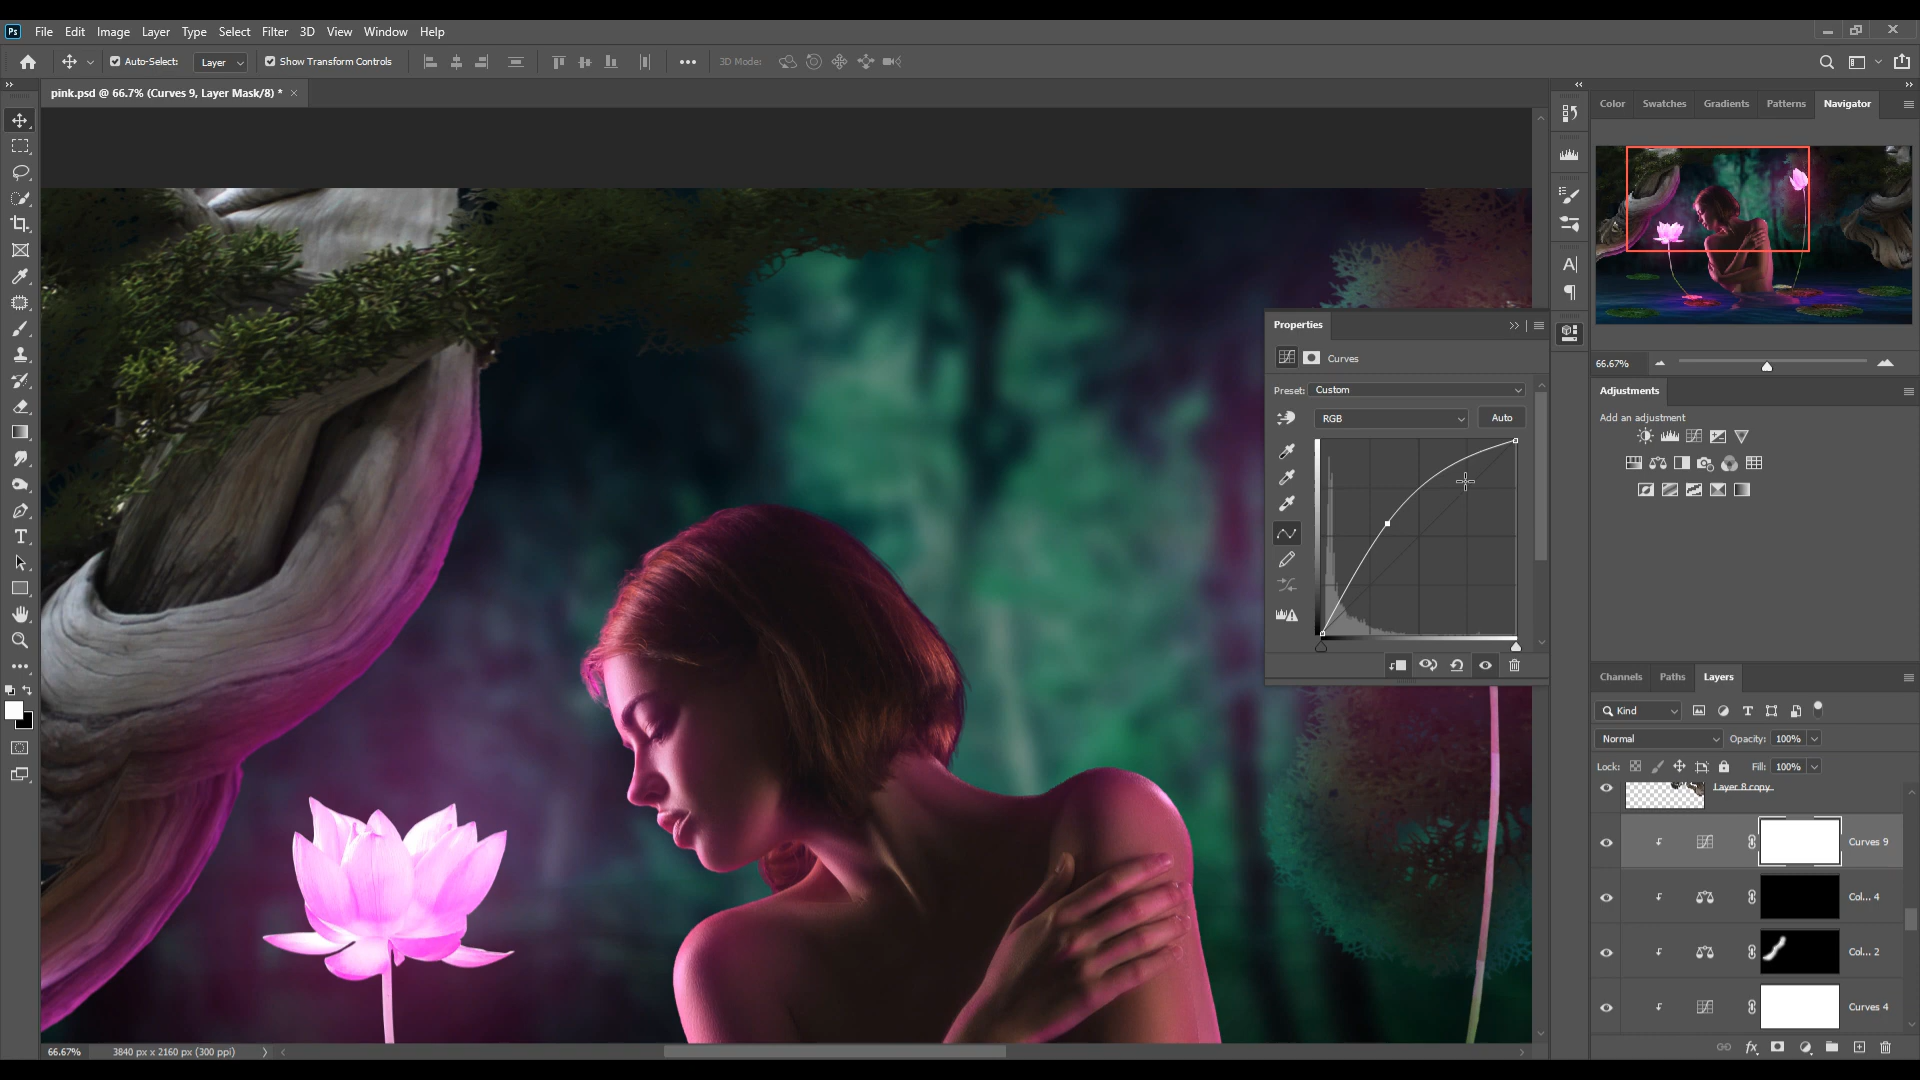 Ps File Edit Image Layer Type Select Filter 3D View Window Help
Auto-Select: Layer Show Transform Controls 3D Mode:
pink.psd @ 66.7% (Curves 9, Layer Mask/8) *
Color Swatches Gradients Patterns Navigator
66.67%
Properties
Curves
Preset: Custom
RGB Auto
Adjustments
Add an adjustment
Channels Paths Layers
Kind
Normal Opacity: 100%
Lock: Fill: 100%
Layer 8 copy
Curves 9
Col... 4
Col... 2
Curves 4
66.67% 3840 px x 2160 px (300 ppi)